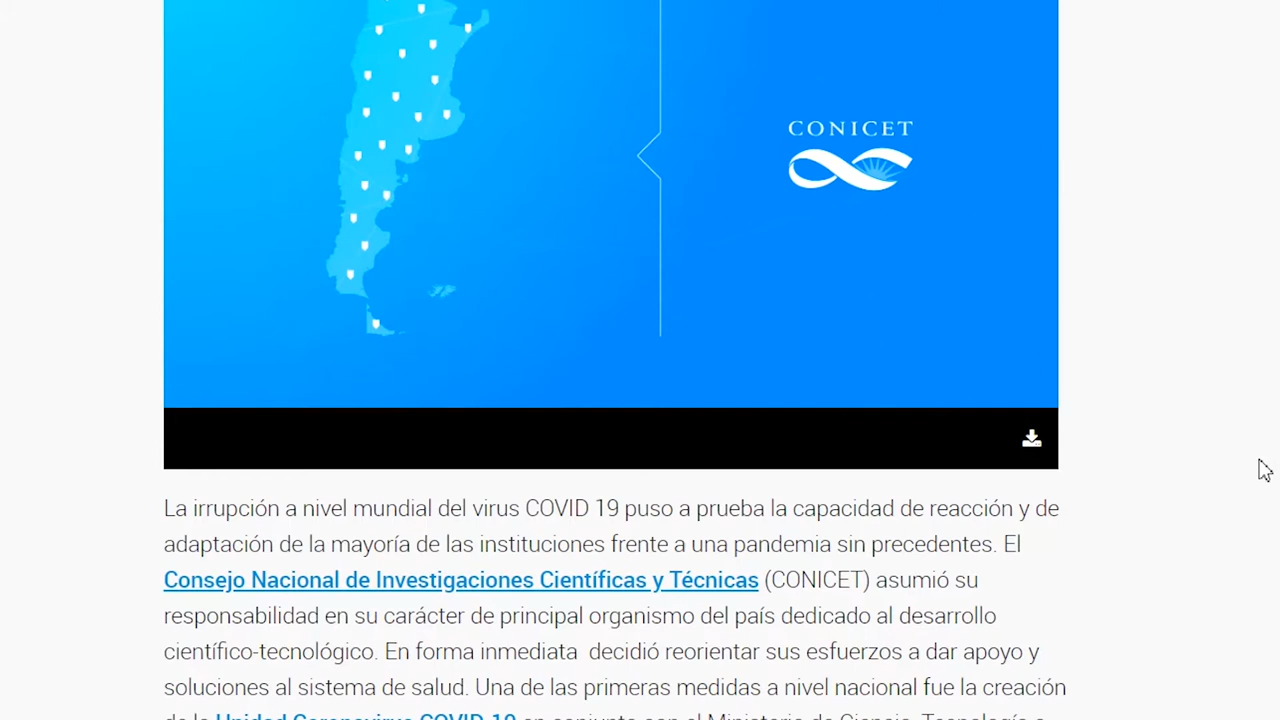 CONICET
La irrupción a nivel mundial del virus COVID 19 puso a prueba la capacidad de reacción y de
adaptación de la mayoría de las instituciones frente a una pandemia sin precedentes. El
Consejo Nacional de Investigaciones Científicas y Técnicas (CONICET) asumió su
responsabilidad en su carácter de principal organismo del país dedicado al desarrollo
científico-tecnológico. En forma inmediata  decidió reorientar sus esfuerzos a dar apoyo y
soluciones al sistema de salud. Una de las primeras medidas a nivel nacional fue la creación
de la Unidad Coronavirus COVID-19 en conjunto con el Ministerio de Ciencia, Tecnología e